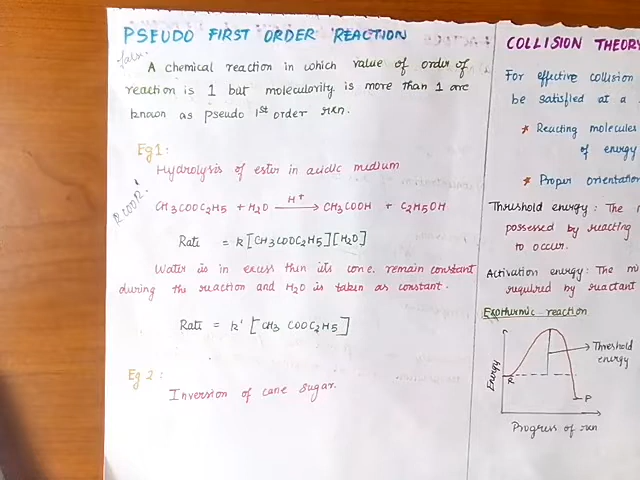 PSEUDO FIRST ORDER REACTION
false.
A chemical reaction in which value of order of
reaction is 1 but molecularity is more than 1 are
known as pseudo 1st order rxn.
Eg 1:
Hydrolysis of ester in acidic medium
RCOOR'
CH3COOC2H5 + H2O —H+→ CH3COOH + C2H5OH
Rate = k[CH3COOC2H5][H2O]
Water is in excess then its conc. remain constant
during the reaction and H2O is taken as constant.
Rate = k' [CH3 COOC2H5]
Eg 2:
Inversion of cane sugar.
COLLISION THEORY
For effective collision
be satisfied at a
* Reacting molecules
of energy
* Proper orientation
Threshold energy: The
possessed by reacting
to occur.
Activation energy: The
required by reactant
Exothermic reaction
Energy
R
Threshold
energy
P
Progress of rxn